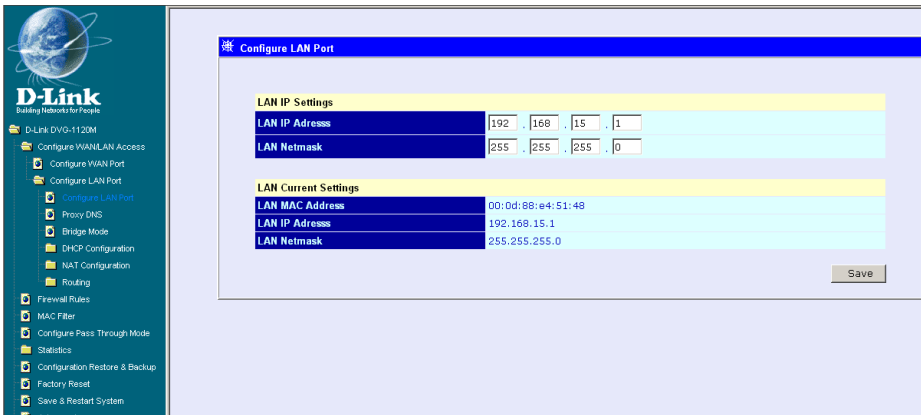 D-Link
Building Networks for People
D-Link DVG-1120M
Configure WAN/LAN Access
Configure WAN Port
Configure LAN Port
Configure LAN Port
Proxy DNS
Bridge Mode
DHCP Configuration
NAT Configuration
Routing
Firewall Rules
MAC Filter
Configure Pass Through Mode
Statistics
Configuration Restore & Backup
Factory Reset
Save & Restart System
Configure LAN Port
LAN IP Settings
LAN IP Adresss 192 . 168 . 15 . 1
LAN Netmask 255 . 255 . 255 . 0
LAN Current Settings
LAN MAC Address 00:0d:88:e4:51:48
LAN IP Adresss 192.168.15.1
LAN Netmask 255.255.255.0
Save